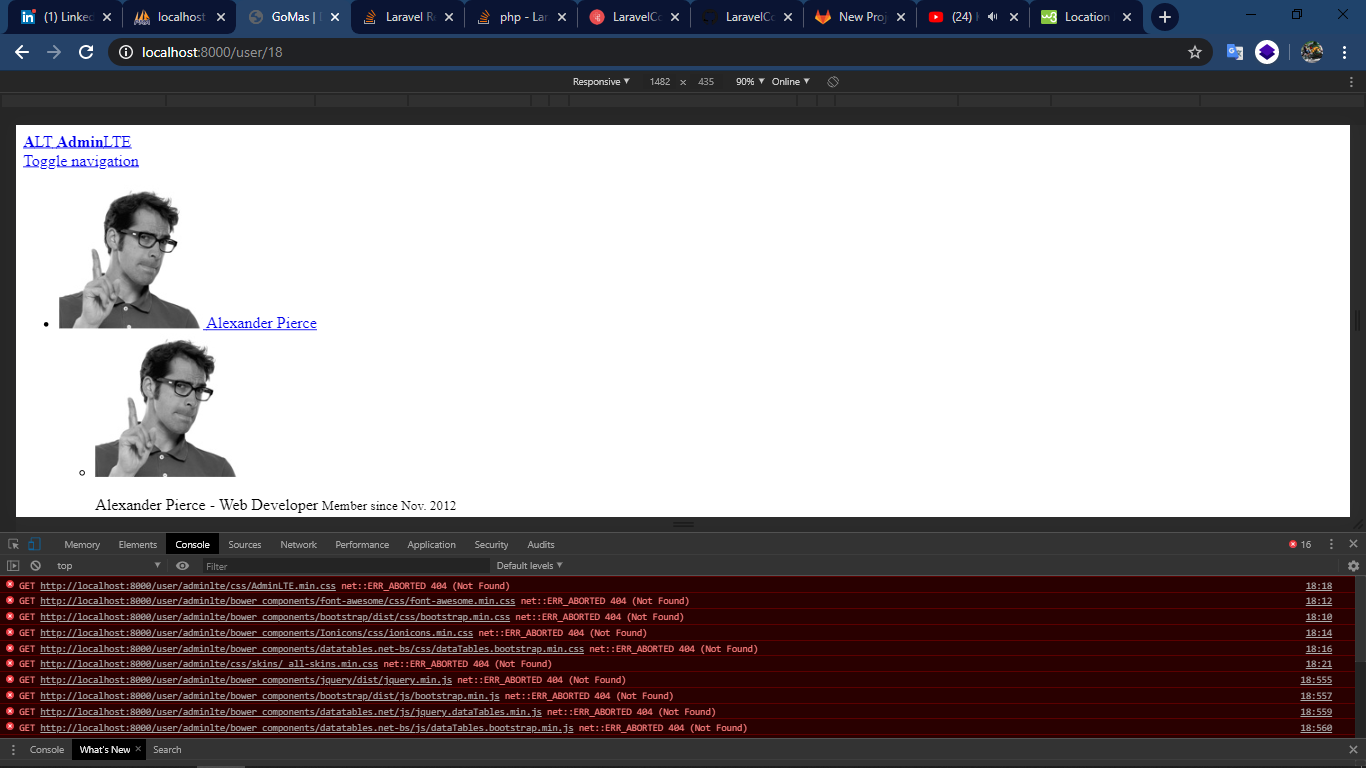 (1) Linked
localhost
GoMas |
Laravel R
php - Lar
LaravelCo
LaravelCo
New Proj
(24)
w3
Location
localhost:8000/user/18
Responsive ▼ 1482 × 435 90% ▼ Online ▼
ALT AdminLTE
Toggle navigation
Alexander Pierce
Alexander Pierce - Web Developer Member since Nov. 2012
Memory Elements Console Sources Network Performance Application Security Audits 16
top ▼ Filter Default levels ▼
GET http://localhost:8000/user/adminlte/css/AdminLTE.min.css net::ERR_ABORTED 404 (Not Found) 18:18
GET http://localhost:8000/user/adminlte/bower_components/font-awesome/css/font-awesome.min.css net::ERR_ABORTED 404 (Not Found) 18:12
GET http://localhost:8000/user/adminlte/bower_components/bootstrap/dist/css/bootstrap.min.css net::ERR_ABORTED 404 (Not Found) 18:10
GET http://localhost:8000/user/adminlte/bower_components/Ionicons/css/ionicons.min.css net::ERR_ABORTED 404 (Not Found) 18:14
GET http://localhost:8000/user/adminlte/bower_components/datatables.net-bs/css/dataTables.bootstrap.min.css net::ERR_ABORTED 404 (Not Found) 18:16
GET http://localhost:8000/user/adminlte/css/skins/_all-skins.min.css net::ERR_ABORTED 404 (Not Found) 18:21
GET http://localhost:8000/user/adminlte/bower_components/jquery/dist/jquery.min.js net::ERR_ABORTED 404 (Not Found) 18:555
GET http://localhost:8000/user/adminlte/bower_components/bootstrap/dist/js/bootstrap.min.js net::ERR_ABORTED 404 (Not Found) 18:557
GET http://localhost:8000/user/adminlte/bower_components/datatables.net/js/jquery.dataTables.min.js net::ERR_ABORTED 404 (Not Found) 18:559
GET http://localhost:8000/user/adminlte/bower_components/datatables.net-bs/js/dataTables.bootstrap.min.js net::ERR_ABORTED 404 (Not Found) 18:560
Console What's New × Search